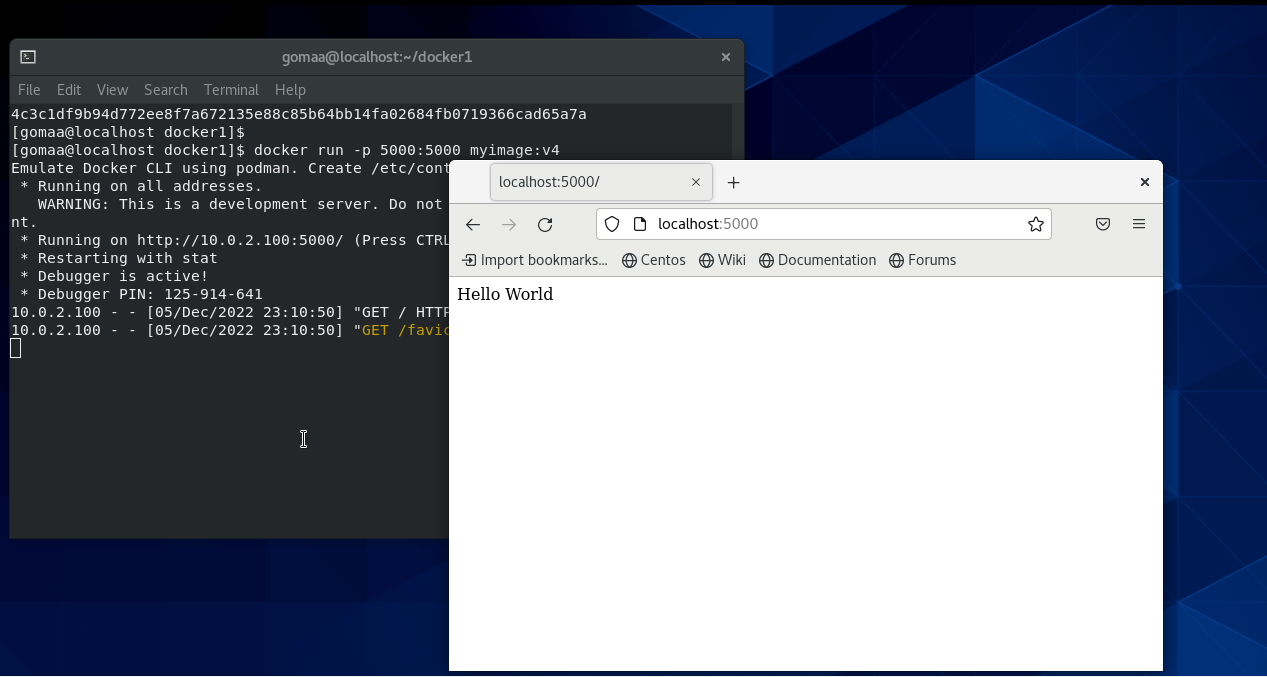 gomaa@localhost:~/docker1
File Edit View Search Terminal Help
4c3c1df9b94d772ee8f7a672135e88c85b64bb14fa02684fb0719366cad65a7a
[gomaa@localhost docker1]$
[gomaa@localhost docker1]$ docker run -p 5000:5000 myimage:v4
Emulate Docker CLI using podman. Create /etc/cont
 * Running on all addresses.
   WARNING: This is a development server. Do not
nt.
 * Running on http://10.0.2.100:5000/ (Press CTRL
 * Restarting with stat
 * Debugger is active!
 * Debugger PIN: 125-914-641
10.0.2.100 - - [05/Dec/2022 23:10:50] "GET / HTTP
10.0.2.100 - - [05/Dec/2022 23:10:50] "GET /favic
localhost:5000/
localhost:5000
Import bookmarks... Centos Wiki Documentation Forums
Hello World